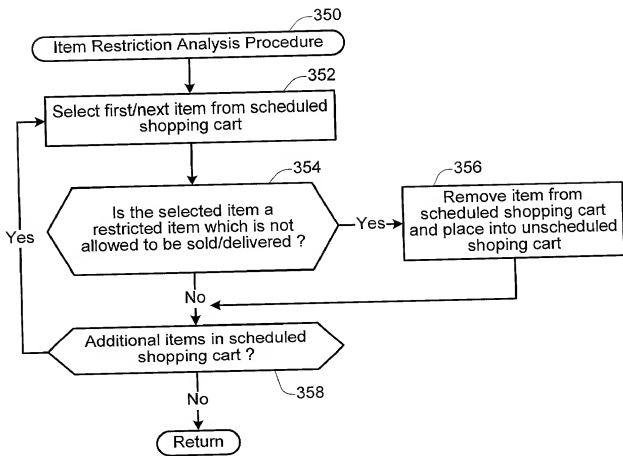 350
Item Restriction Analysis Procedure
352
Select first/next item from scheduled
shopping cart
354
Is the selected item a
restricted item which is not
allowed to be sold/delivered ?
Yes
356
Remove item from
scheduled shopping cart
and place into unscheduled
shoping cart
Yes
No
Additional items in scheduled
shopping cart ?
358
No
Return